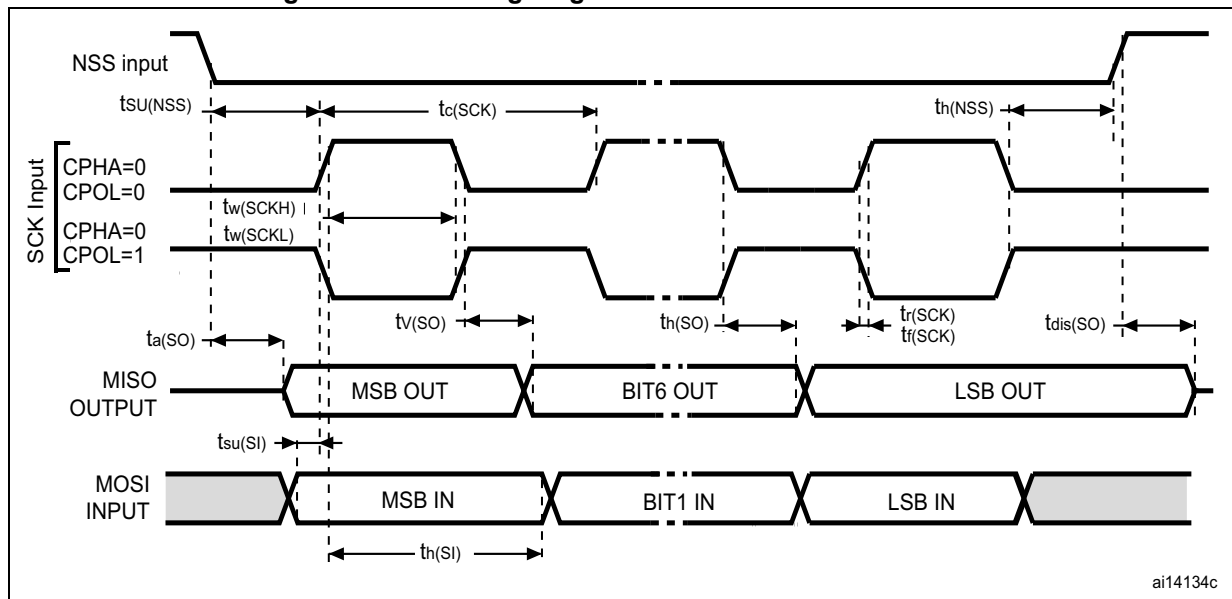 NSS input
tSU(NSS)
tc(SCK)
th(NSS)
SCK Input
CPHA=0
CPOL=0
tw(SCKH)
CPHA=0
CPOL=1
tw(SCKL)
ta(SO)
tV(SO)
th(SO)
tr(SCK)
tf(SCK)
tdis(SO)
MISO
OUTPUT
MSB OUT
BIT6 OUT
LSB OUT
tsu(SI)
MOSI
INPUT
MSB IN
BIT1 IN
LSB IN
th(SI)
ai14134c